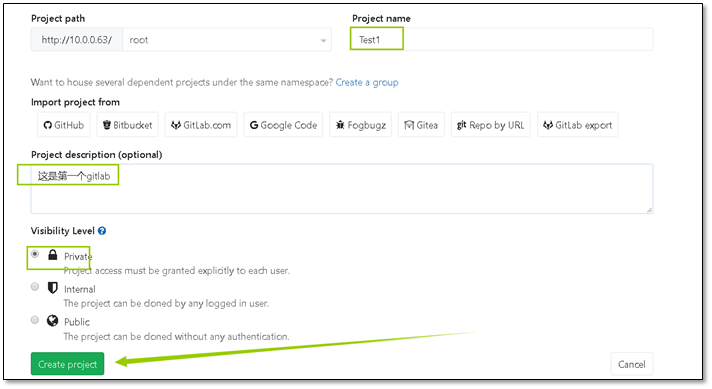 Project path Project name
http://10.0.0.63/ root Test1
Want to house several dependent projects under the same namespace? Create a group
Import project from
GitHub Bitbucket GitLab.com Google Code Fogbugz Gitea git Repo by URL GitLab export
Project description (optional)
这是第一个gitlab
Visibility Level
Private
Project access must be granted explicitly to each user.
Internal
The project can be cloned by any logged in user.
Public
The project can be cloned without any authentication.
Create project Cancel